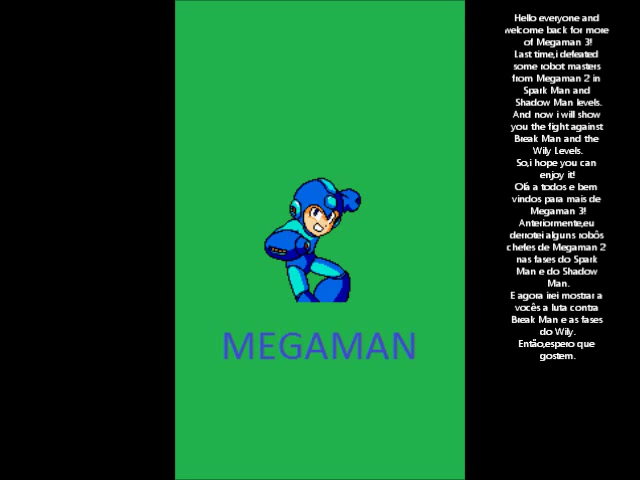 MEGAMAN
Hello everyone and
welcome back for more
of Megaman 3!
Last time,i defeated
some robot masters
from Megaman 2 in
Spark Man and
Shadow Man levels.
And now i will show
you the fight against
Break Man and the
Wily Levels.
So,i hope you can
enjoy it!
Olá a todos e bem
vindos para mais de
Megaman 3!
Anteriormente,eu
derrotei alguns robôs
chefes de Megaman 2
nas fases do Spark
Man e do Shadow
Man.
E agora irei mostrar a
vocês a luta contra
Break Man e as fases
do Wily.
Então,espero que
gostem.